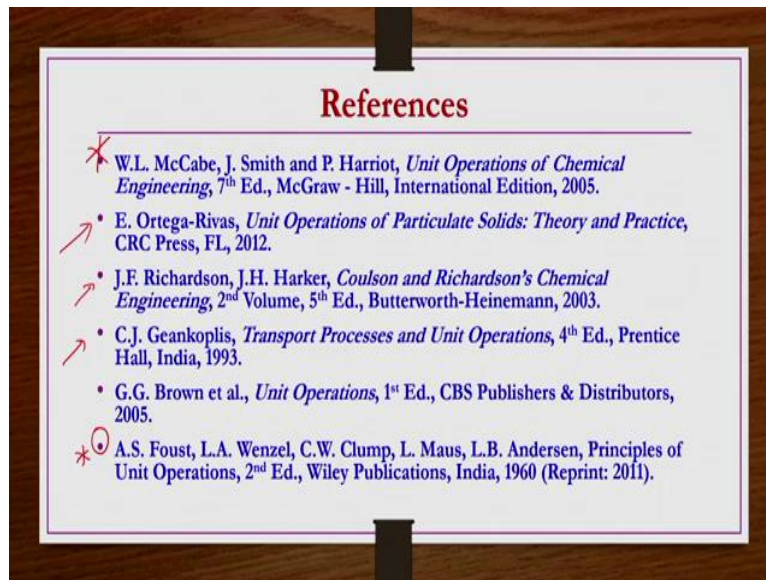 References
• W.L. McCabe, J. Smith and P. Harriot, Unit Operations of Chemical
Engineering, 7th Ed., McGraw - Hill, International Edition, 2005.
• E. Ortega-Rivas, Unit Operations of Particulate Solids: Theory and Practice,
CRC Press, FL, 2012.
• J.F. Richardson, J.H. Harker, Coulson and Richardson's Chemical
Engineering, 2nd Volume, 5th Ed., Butterworth-Heinemann, 2003.
• C.J. Geankoplis, Transport Processes and Unit Operations, 4th Ed., Prentice
Hall, India, 1993.
• G.G. Brown et al., Unit Operations, 1st Ed., CBS Publishers & Distributors,
2005.
• A.S. Foust, L.A. Wenzel, C.W. Clump, L. Maus, L.B. Andersen, Principles of
Unit Operations, 2nd Ed., Wiley Publications, India, 1960 (Reprint: 2011).